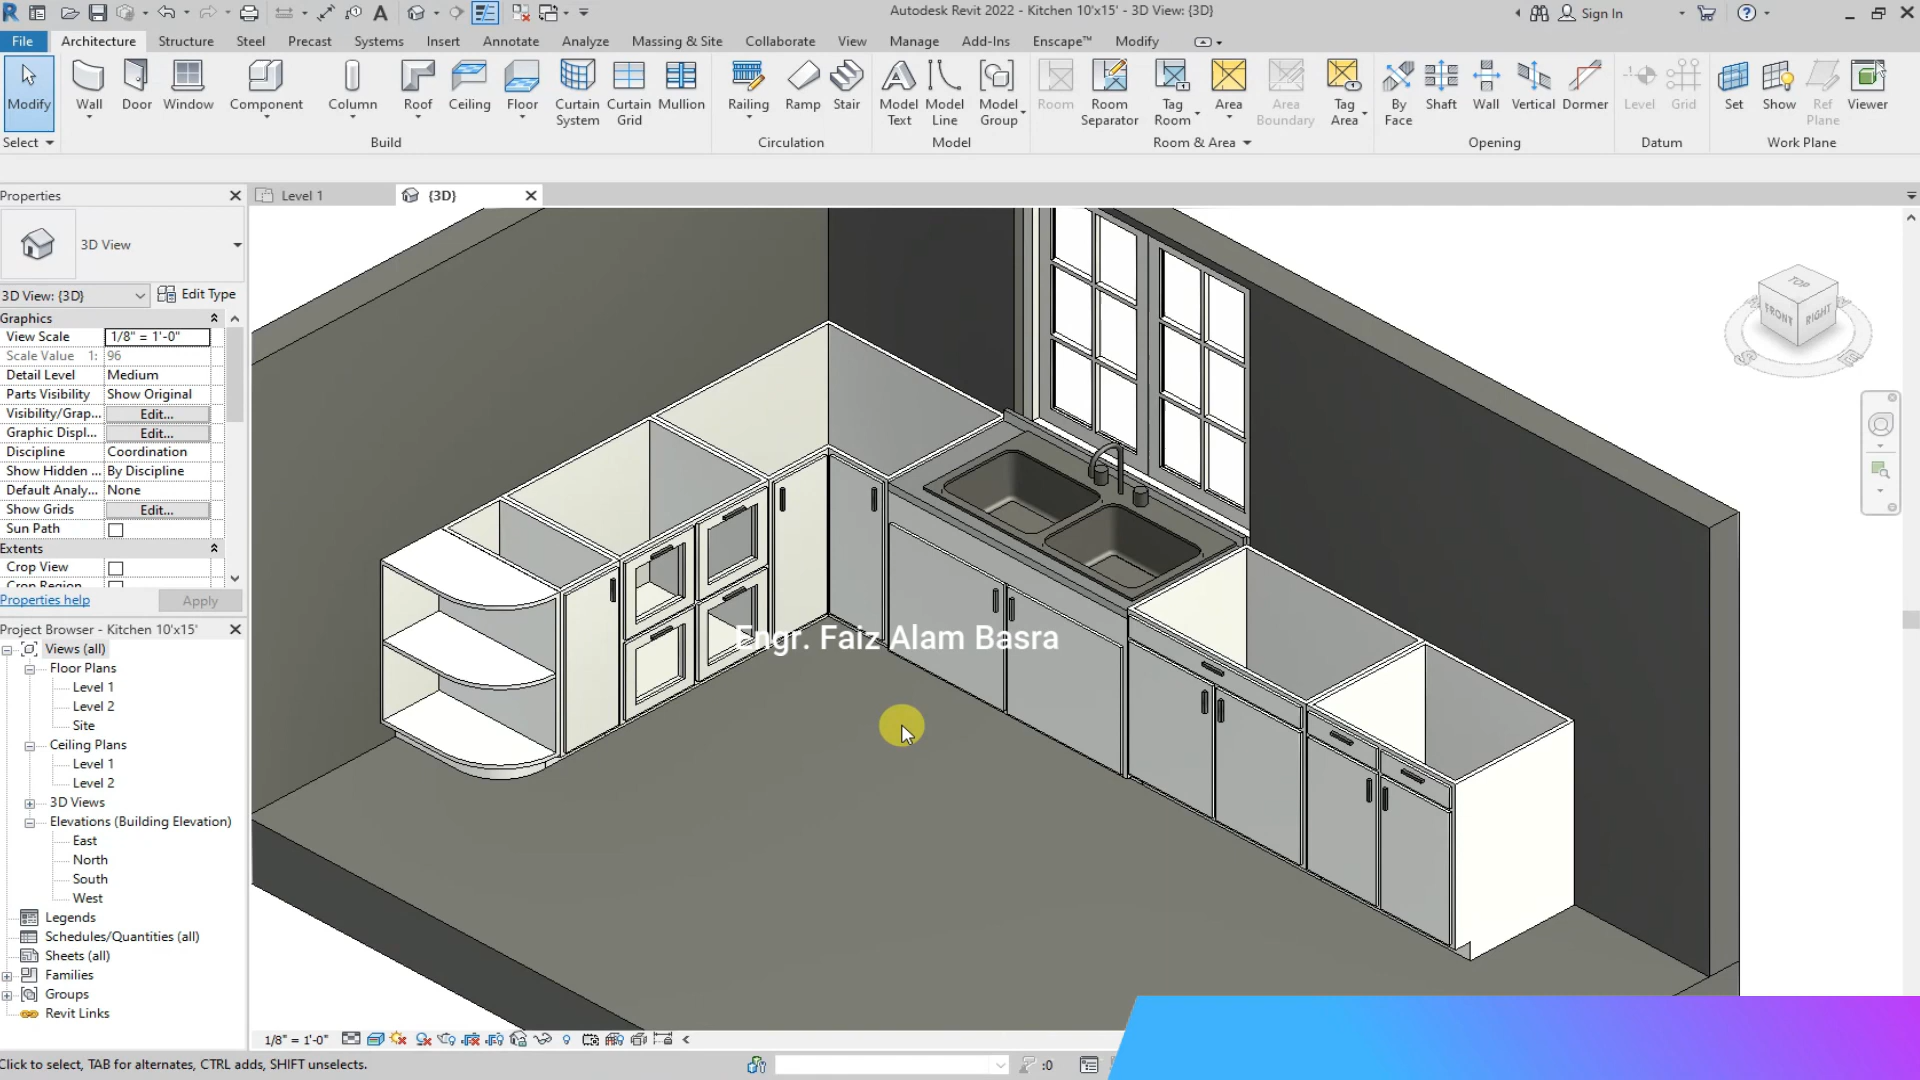 Autodesk Revit 2022 - Kitchen 10'x15' - 3D View: {3D}
Sign In
File Architecture Structure Steel Precast Systems Insert Annotate Analyze Massing & Site Collaborate View Manage Add-Ins Enscape™ Modify
Modify
Wall
Door
Window
Component
Column
Roof
Ceiling
Floor
Curtain System
Curtain Grid
Mullion
Railing
Ramp
Stair
Model Text
Model Line
Model Group
Room
Room Separator
Tag Room
Area
Area Boundary
Tag Area
By Face
Shaft
Wall
Vertical
Dormer
Level
Grid
Set
Show
Ref Plane
Viewer
Select
Build
Circulation
Model
Room & Area
Opening
Datum
Work Plane
Properties
Level 1
{3D}
3D View
3D View: {3D}
Edit Type
Graphics
View Scale 1/8" = 1'-0"
Scale Value 1: 96
Detail Level Medium
Parts Visibility Show Original
Visibility/Grap... Edit...
Graphic Displ... Edit...
Discipline Coordination
Show Hidden ... By Discipline
Default Analy... None
Show Grids Edit...
Sun Path
Extents
Crop View
Crop Region
Properties help
Apply
Project Browser - Kitchen 10'x15'
Views (all)
Floor Plans
Level 1
Level 2
Site
Ceiling Plans
Level 1
Level 2
3D Views
Elevations (Building Elevation)
East
North
South
West
Legends
Schedules/Quantities (all)
Sheets (all)
Families
Groups
Revit Links
TOP
FRONT
RIGHT
S
E
Engr. Faiz Alam Basra
1/8" = 1'-0"
Click to select, TAB for alternates, CTRL adds, SHIFT unselects.
:0